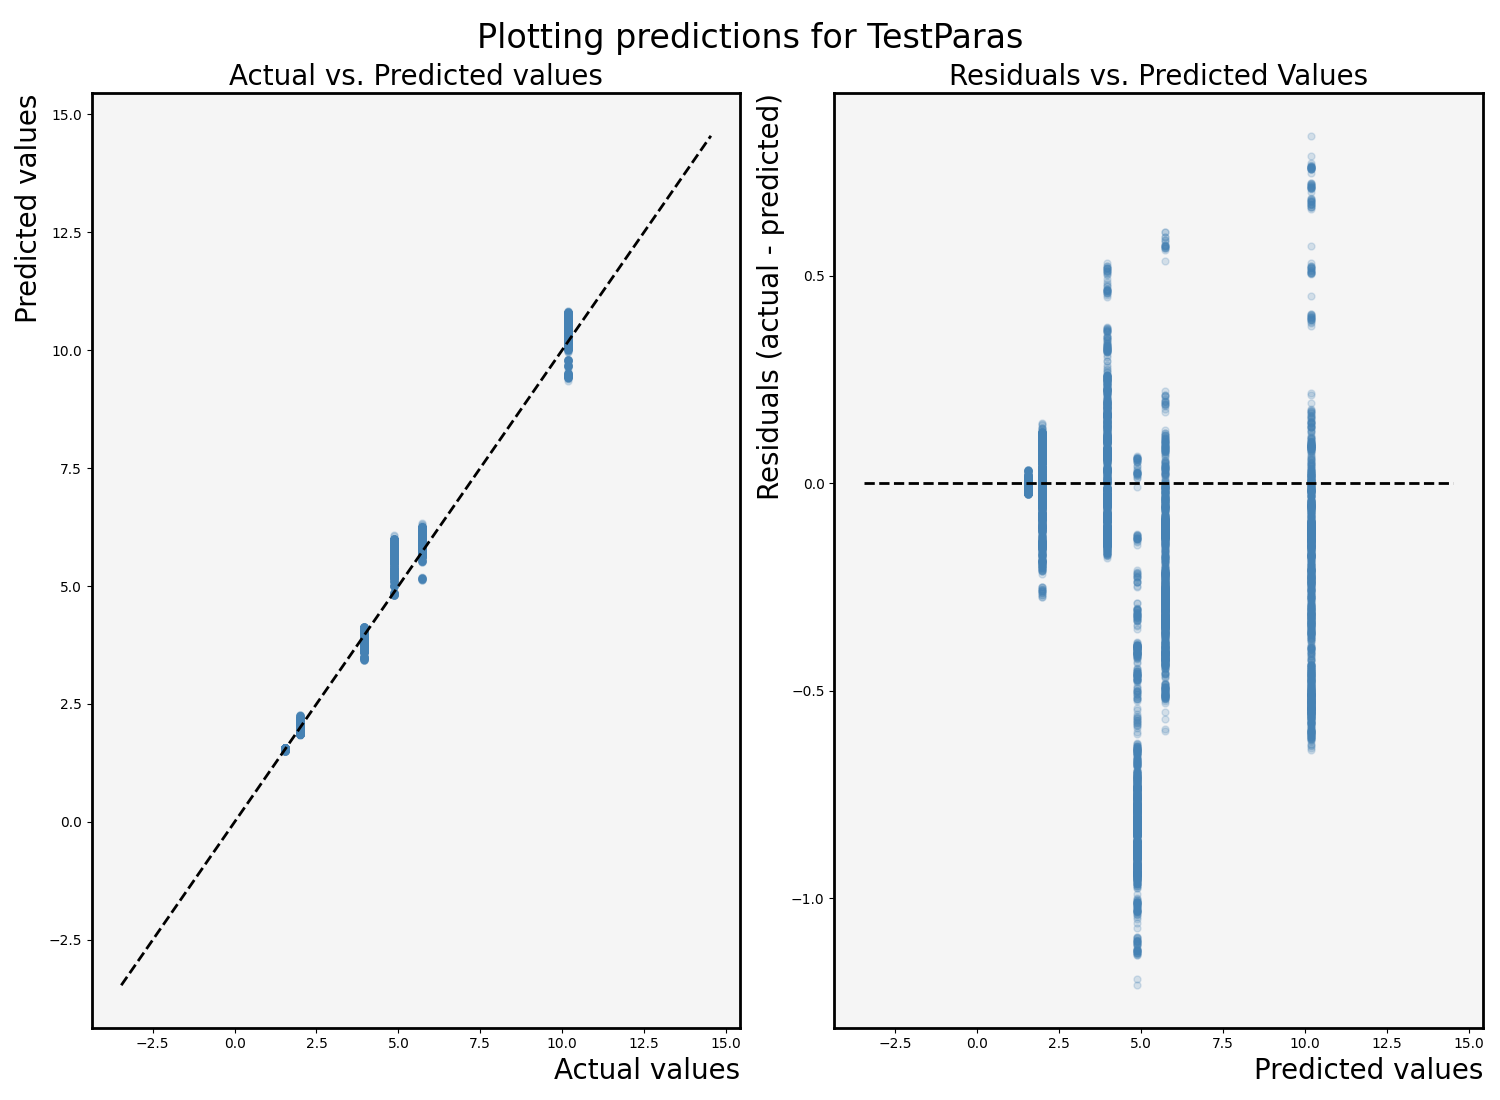 Plotting predictions for TestParas
Actual vs. Predicted values
Predicted values
15.0
12.5
10.0
7.5
5.0
2.5
0.0
−2.5
−2.5 0.0 2.5 5.0 7.5 10.0 12.5 15.0
Actual values
Residuals vs. Predicted Values
Residuals (actual - predicted)
0.5
0.0
−0.5
−1.0
−2.5 0.0 2.5 5.0 7.5 10.0 12.5 15.0
Predicted values